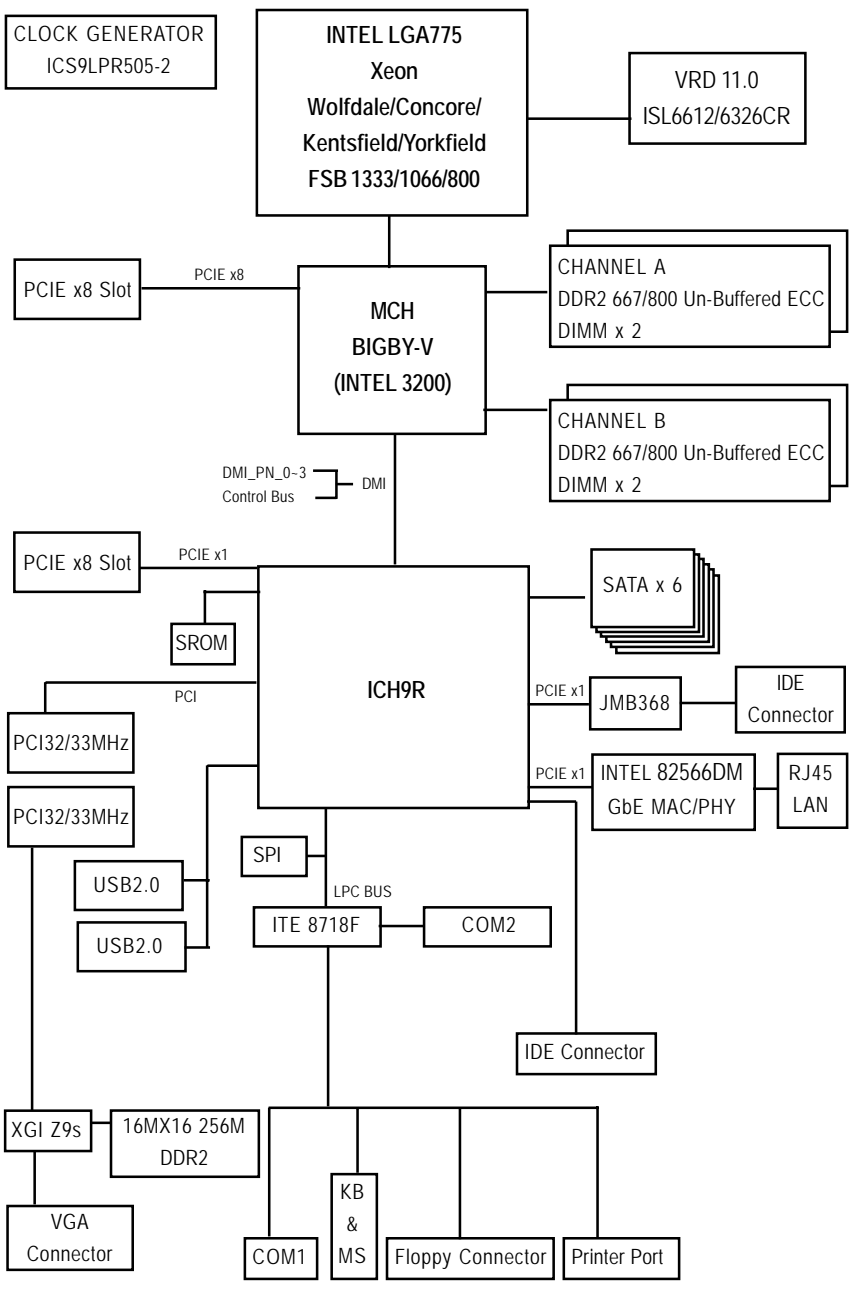 CLOCK GENERATOR
ICS9LPR505-2
INTEL LGA775
Xeon
Wolfdale/Concore/
Kentsfield/Yorkfield
FSB 1333/1066/800
VRD 11.0
ISL6612/6326CR
PCIE x8 Slot
PCIE x8
MCH
BIGBY-V
(INTEL 3200)
CHANNEL A
DDR2 667/800 Un-Buffered ECC
DIMM x 2
CHANNEL B
DDR2 667/800 Un-Buffered ECC
DIMM x 2
DMI_PN_0~3
Control Bus
DMI
PCIE x8 Slot
PCIE x1
SROM
PCI
ICH9R
SATA x 6
PCIE x1
JMB368
IDE
Connector
PCI32/33MHz
PCIE x1
INTEL 82566DM
GbE MAC/PHY
RJ45
LAN
PCI32/33MHz
SPI
USB2.0
LPC BUS
USB2.0
ITE 8718F
COM2
IDE Connector
XGI Z9s
16MX16 256M
DDR2
VGA
Connector
COM1
KB
&
MS
Floppy Connector
Printer Port